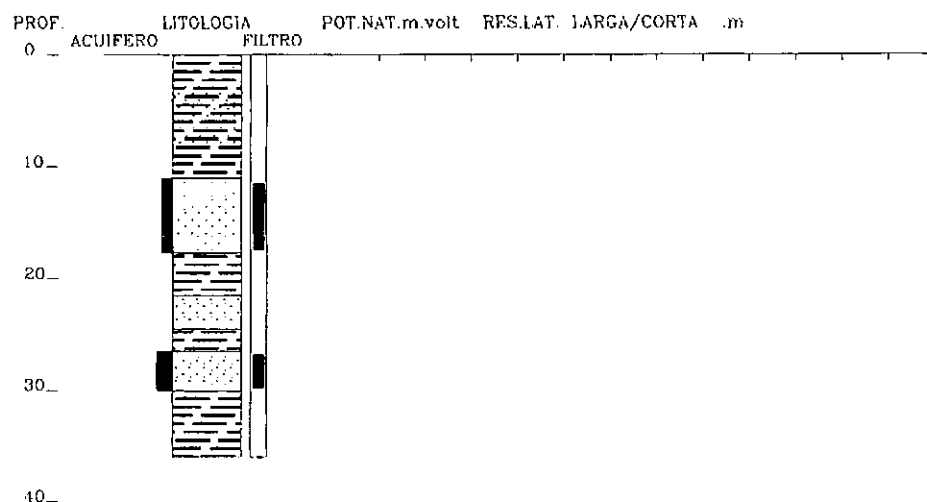 PROF. LITOLOGIA POT.NAT.m.volt RES.LAT. LARGA/CORTA .m
ACUIFERO FILTRO
0
10
20
30
40